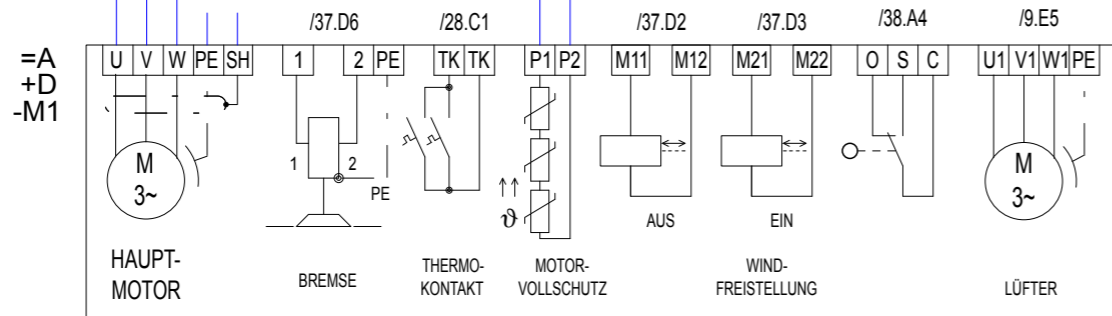 /37.D6 /28.C1 /37.D2 /37.D3 /38.A4 /9.E5
=A
+D
-M1
U V W PE SH 1 2 PE TK TK P1 P2 M11 M12 M21 M22 O S C U1 V1 W1 PE
1 2
M
3~
PE
ϑ
M
3~
AUS EIN
HAUPT-
MOTOR
BREMSE
THERMO-
KONTAKT
MOTOR-
VOLLSCHUTZ
WIND-
FREISTELLUNG
LÜFTER